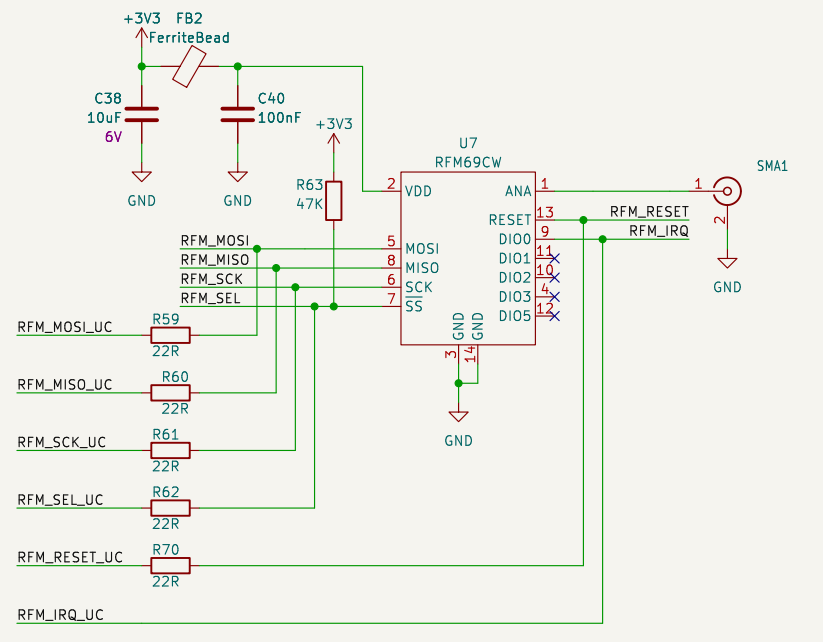 +3V3 FB2
FerriteBead
C38
10uF
6V
C40
100nF
GND
GND
+3V3
R63
47K
U7
RFM69CW
2 VDD
ANA 1
1
SMA1
2
GND
RESET 13
RFM_RESET
DIO0 9
RFM_IRQ
DIO1 11
DIO2 10
DIO3 4
DIO5 12
RFM_MOSI
5 MOSI
RFM_MISO
8 MISO
RFM_SCK
6 SCK
RFM_SEL
7 SS
GND
GND
3
14
GND
RFM_MOSI_UC
R59
22R
RFM_MISO_UC
R60
22R
RFM_SCK_UC
R61
22R
RFM_SEL_UC
R62
22R
RFM_RESET_UC
R70
22R
RFM_IRQ_UC